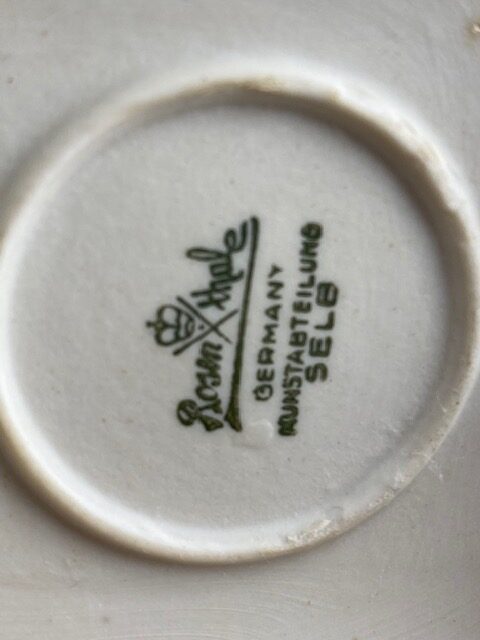 Rosenthal
GERMANY
KUNSTABTEILUNG
SELB